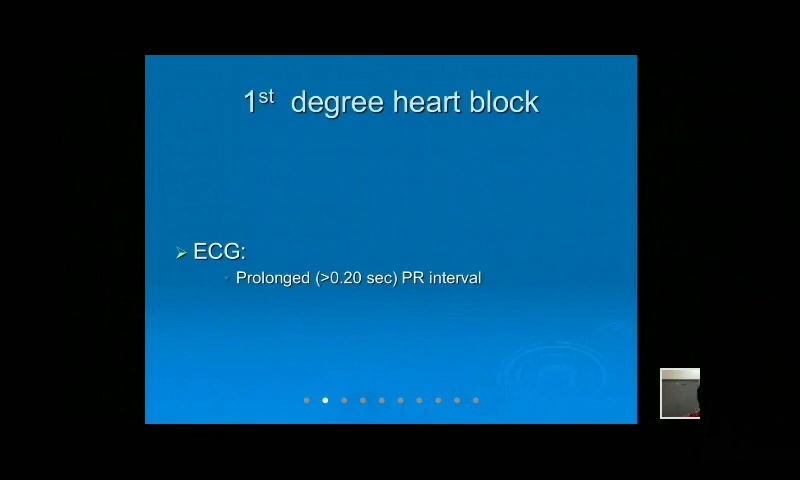 1st degree heart block
ECG:
Prolonged (>0.20 sec) PR interval